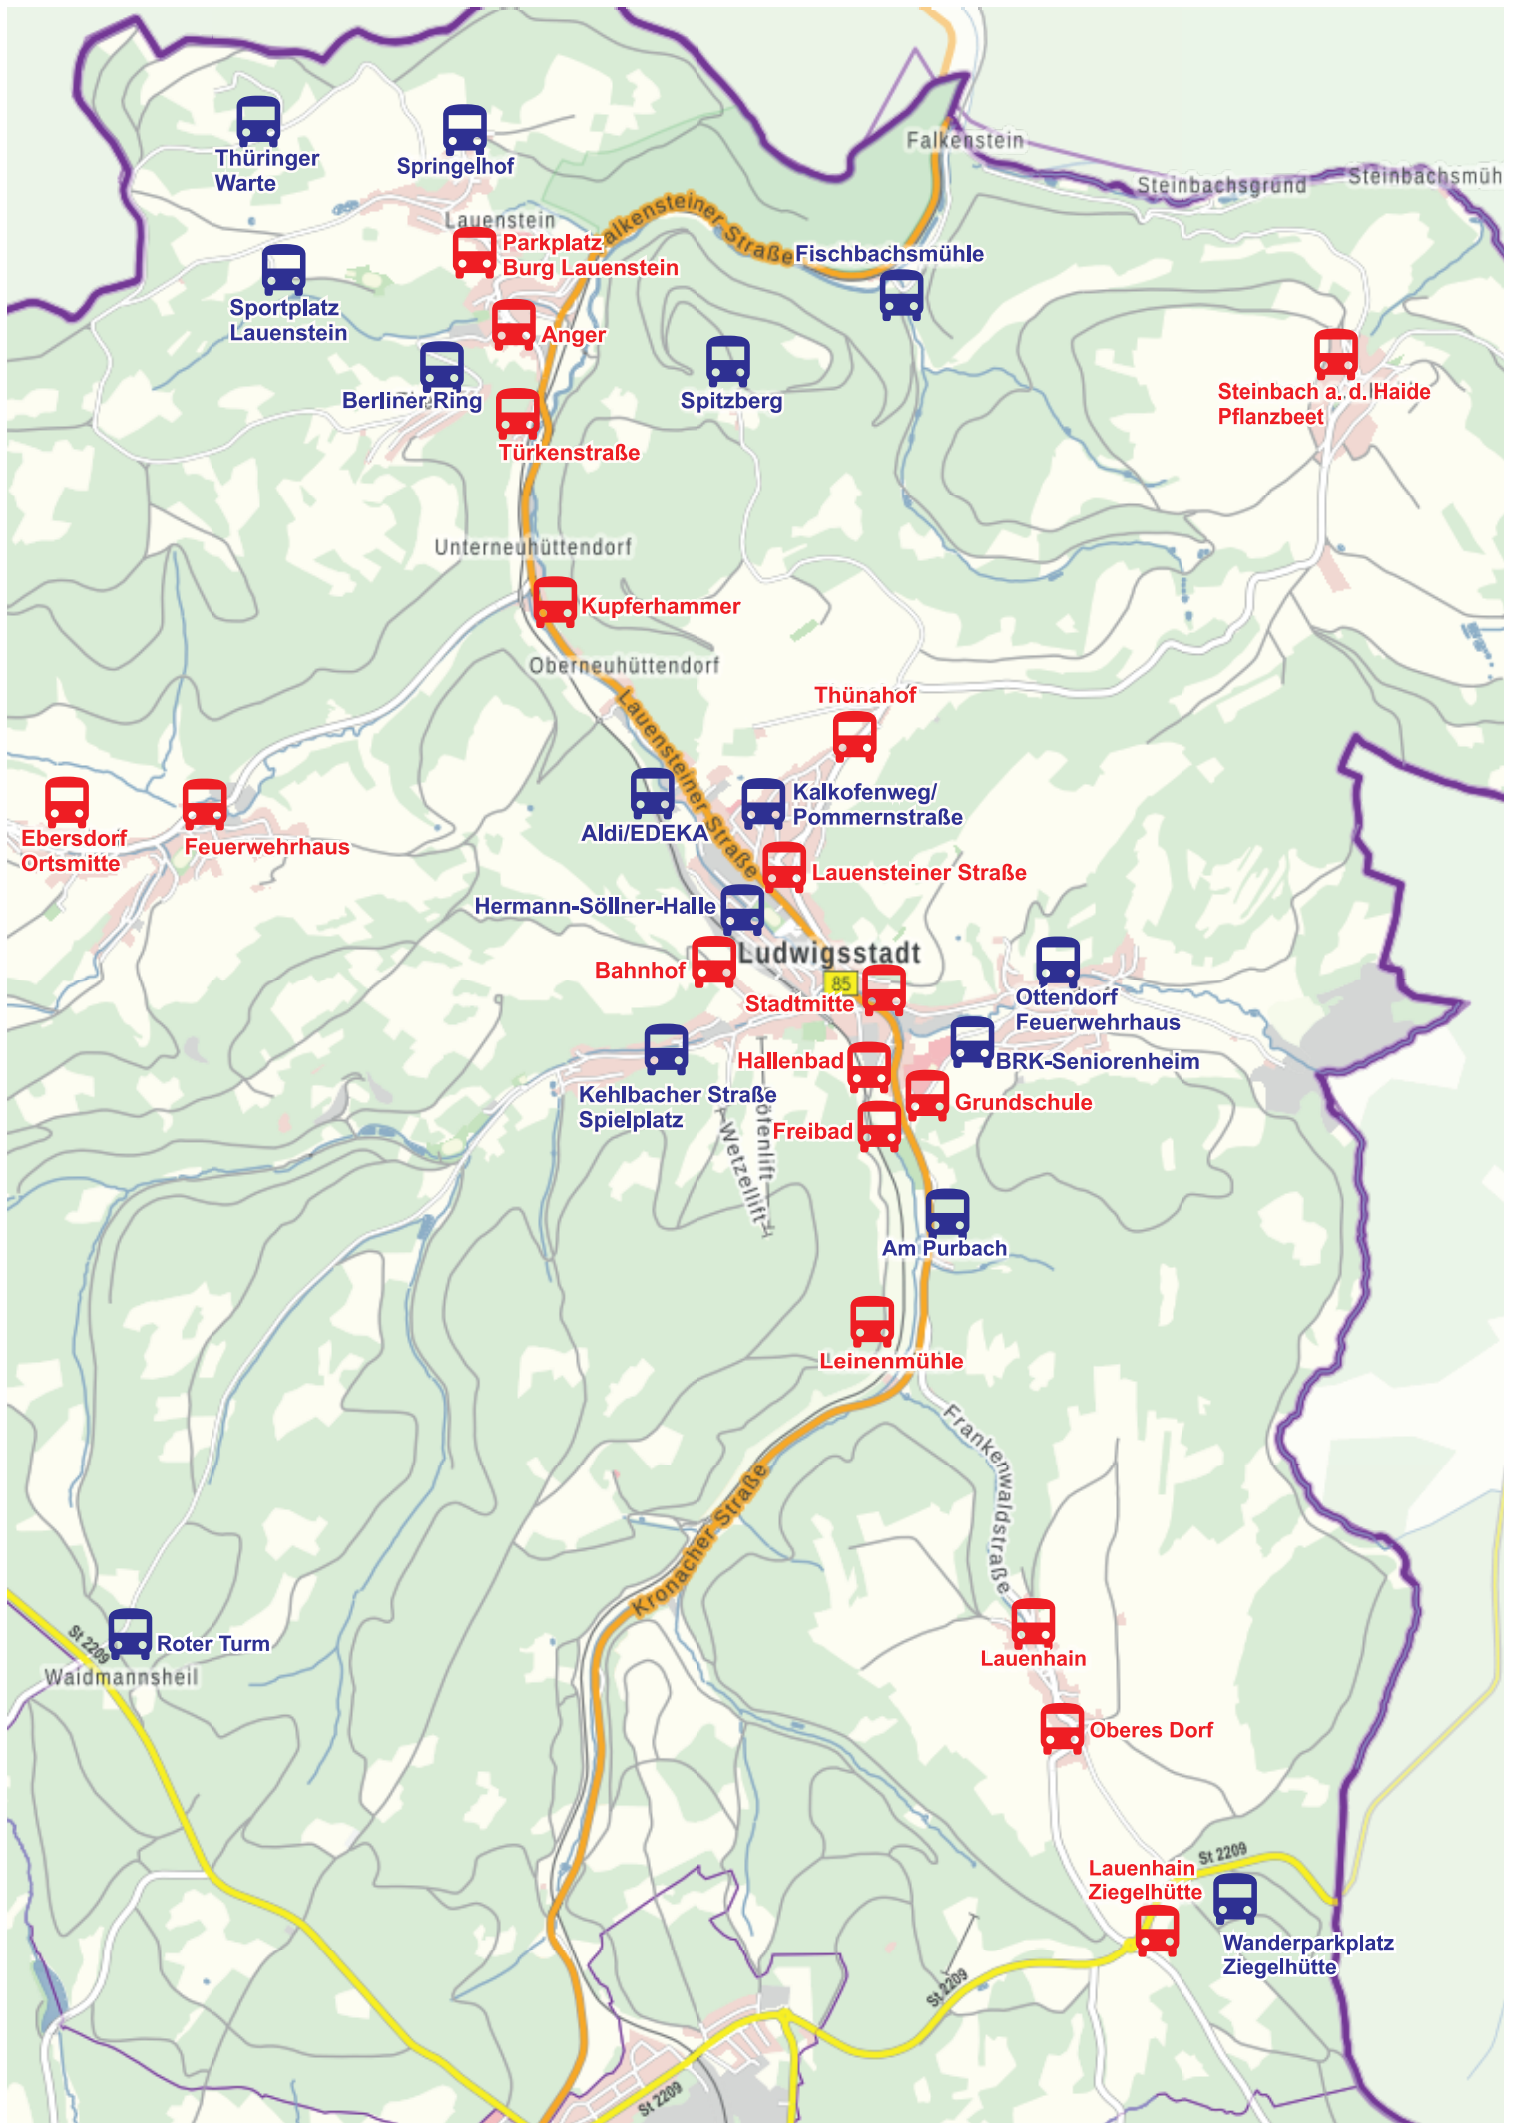 Falkenstein
Thüringer
Warte
Springelhof
Steinbachsgrund
Steinbachsmüh
Lauenstein
Parkplatz
Burg Lauenstein
alkensteiner Straße
Fischbachsmühle
Sportplatz
Lauenstein
Anger
Berliner Ring
Spitzberg
Steinbach a. d. Haide
Pflanzbeet
Türkenstraße
Unterneuhüttendorf
Kupferhammer
Oberneuhüttendorf
Thünahof
Lauensteiner Straße
Kalkofenweg/
Pommernstraße
Aldi/EDEKA
Ebersdorf
Ortsmitte
Feuerwehrhaus
Lauensteiner Straße
Hermann-Söllner-Halle
Ludwigsstadt
Bahnhof
85
Stadtmitte
Ottendorf
Feuerwehrhaus
Hallenbad
BRK-Seniorenheim
Kehlbacher Straße
Spielplatz
Grundschule
Freibad
öfenlift
Wetzellift
Am Purbach
Leinenmühle
Frankenwaldstraße
Kronacher Straße
St 2209
Roter Turm
Waidmannsheil
Lauenhain
Oberes Dorf
St 2209
Lauenhain
Ziegelhütte
Wanderparkplatz
Ziegelhütte
St 2209
St 2209